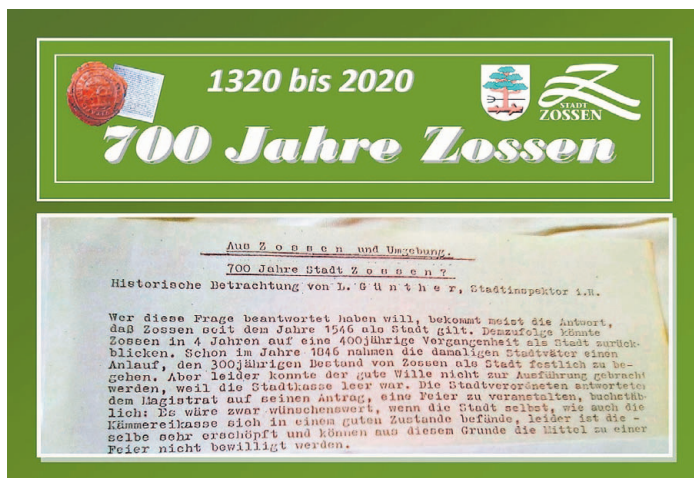 1320 bis 2020
STADT
ZOSSEN
700 Jahre Zossen
Aus Zossen und Umgebung.
700 Jahre Stadt Zossen?
Historische Betrachtung von L. Günther, Stadtinspektor i.R.
Wer diese Frage beantwortet haben will, bekommt meist die Antwort,
daß Zossen seit dem Jahre 1546 als Stadt gilt. Demzufolge könnte
Zossen in 4 Jahren auf eine 400jährige Vergangenheit als Stadt zurück-
blicken. Schon im Jahre 1846 nahmen die damaligen Stadtväter einen
Anlauf, den 300jährigen Bestand von Zossen als Stadt festlich zu be-
gehen. Aber leider konnte der gute Wille nicht zur Ausführung gebracht
werden, weil die Stadtkasse leer war. Die Stadtverordneten antworteten
dem Magistrat auf seinen Antrag, eine Feier zu veranstalten, buchstäb-
lich: Es wäre zwar wünschenswert, wenn die Stadt selbst, wie auch die
Kämmereikasse sich in einem guten Zustande befände, leider ist die -
selbe sehr erschöpft und können aus diesem Grunde die Mittel zu einer
Feier nicht bewilligt werden.